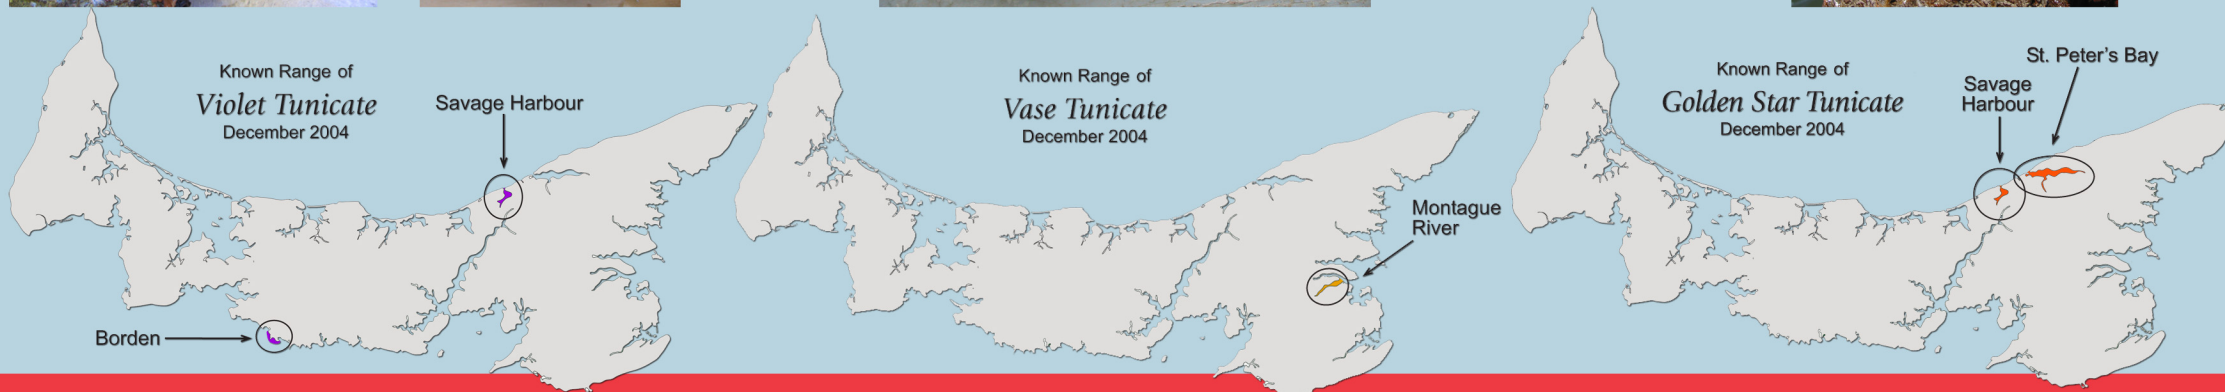 Known Range of
Violet Tunicate
December 2004
Savage Harbour
Borden
Known Range of
Vase Tunicate
December 2004
Montague
River
Known Range of
Golden Star Tunicate
December 2004
Savage
Harbour
St. Peter's Bay